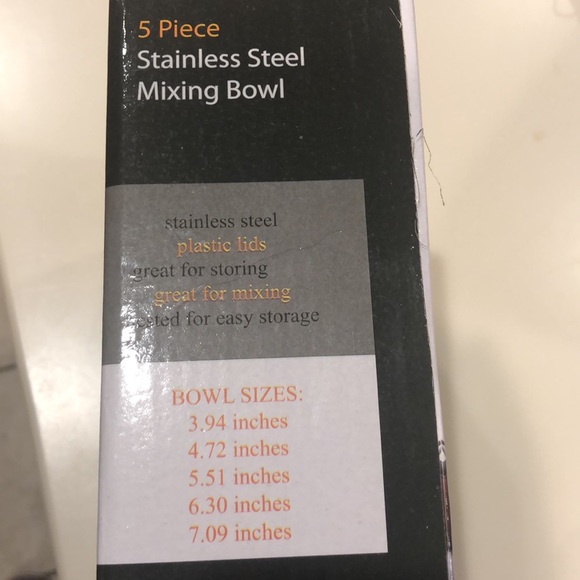 5 Piece
Stainless Steel
Mixing Bowl
stainless steel
plastic lids
great for storing
great for mixing
for easy storage
BOWL SIZES:
3.94 inches
4.72 inches
5.51 inches
6.30 inches
7.09 inches